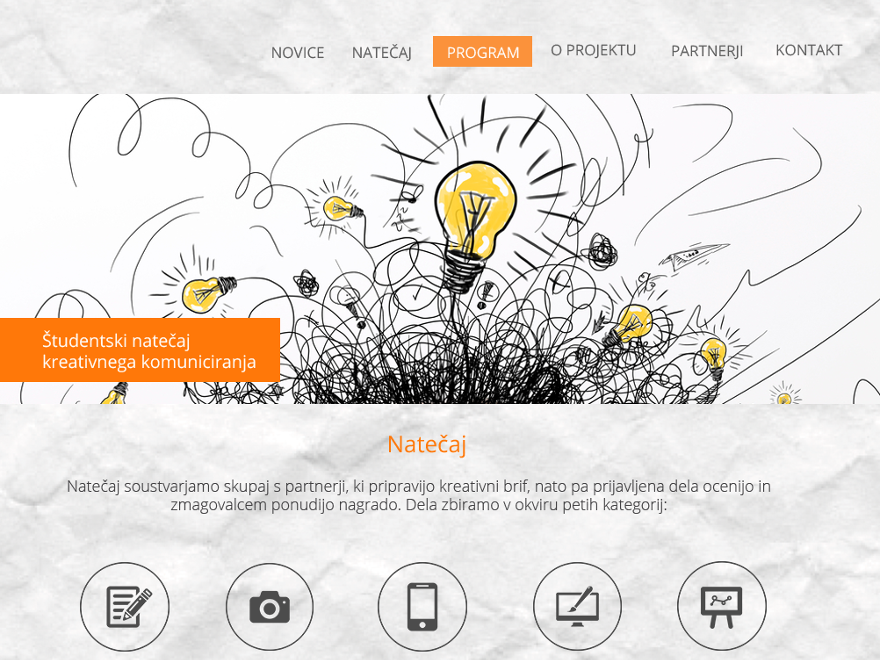 NOVICE
NATEČAJ
PROGRAM
O PROJEKTU
PARTNERJI
KONTAKT
Študentski natečaj
kreativnega komuniciranja
Natečaj
Natečaj soustvarjamo skupaj s partnerji, ki pripravijo kreativni brif, nato pa prijavljena dela ocenijo in
zmagovalcem ponudijo nagrado. Dela zbiramo v okviru petih kategorij: